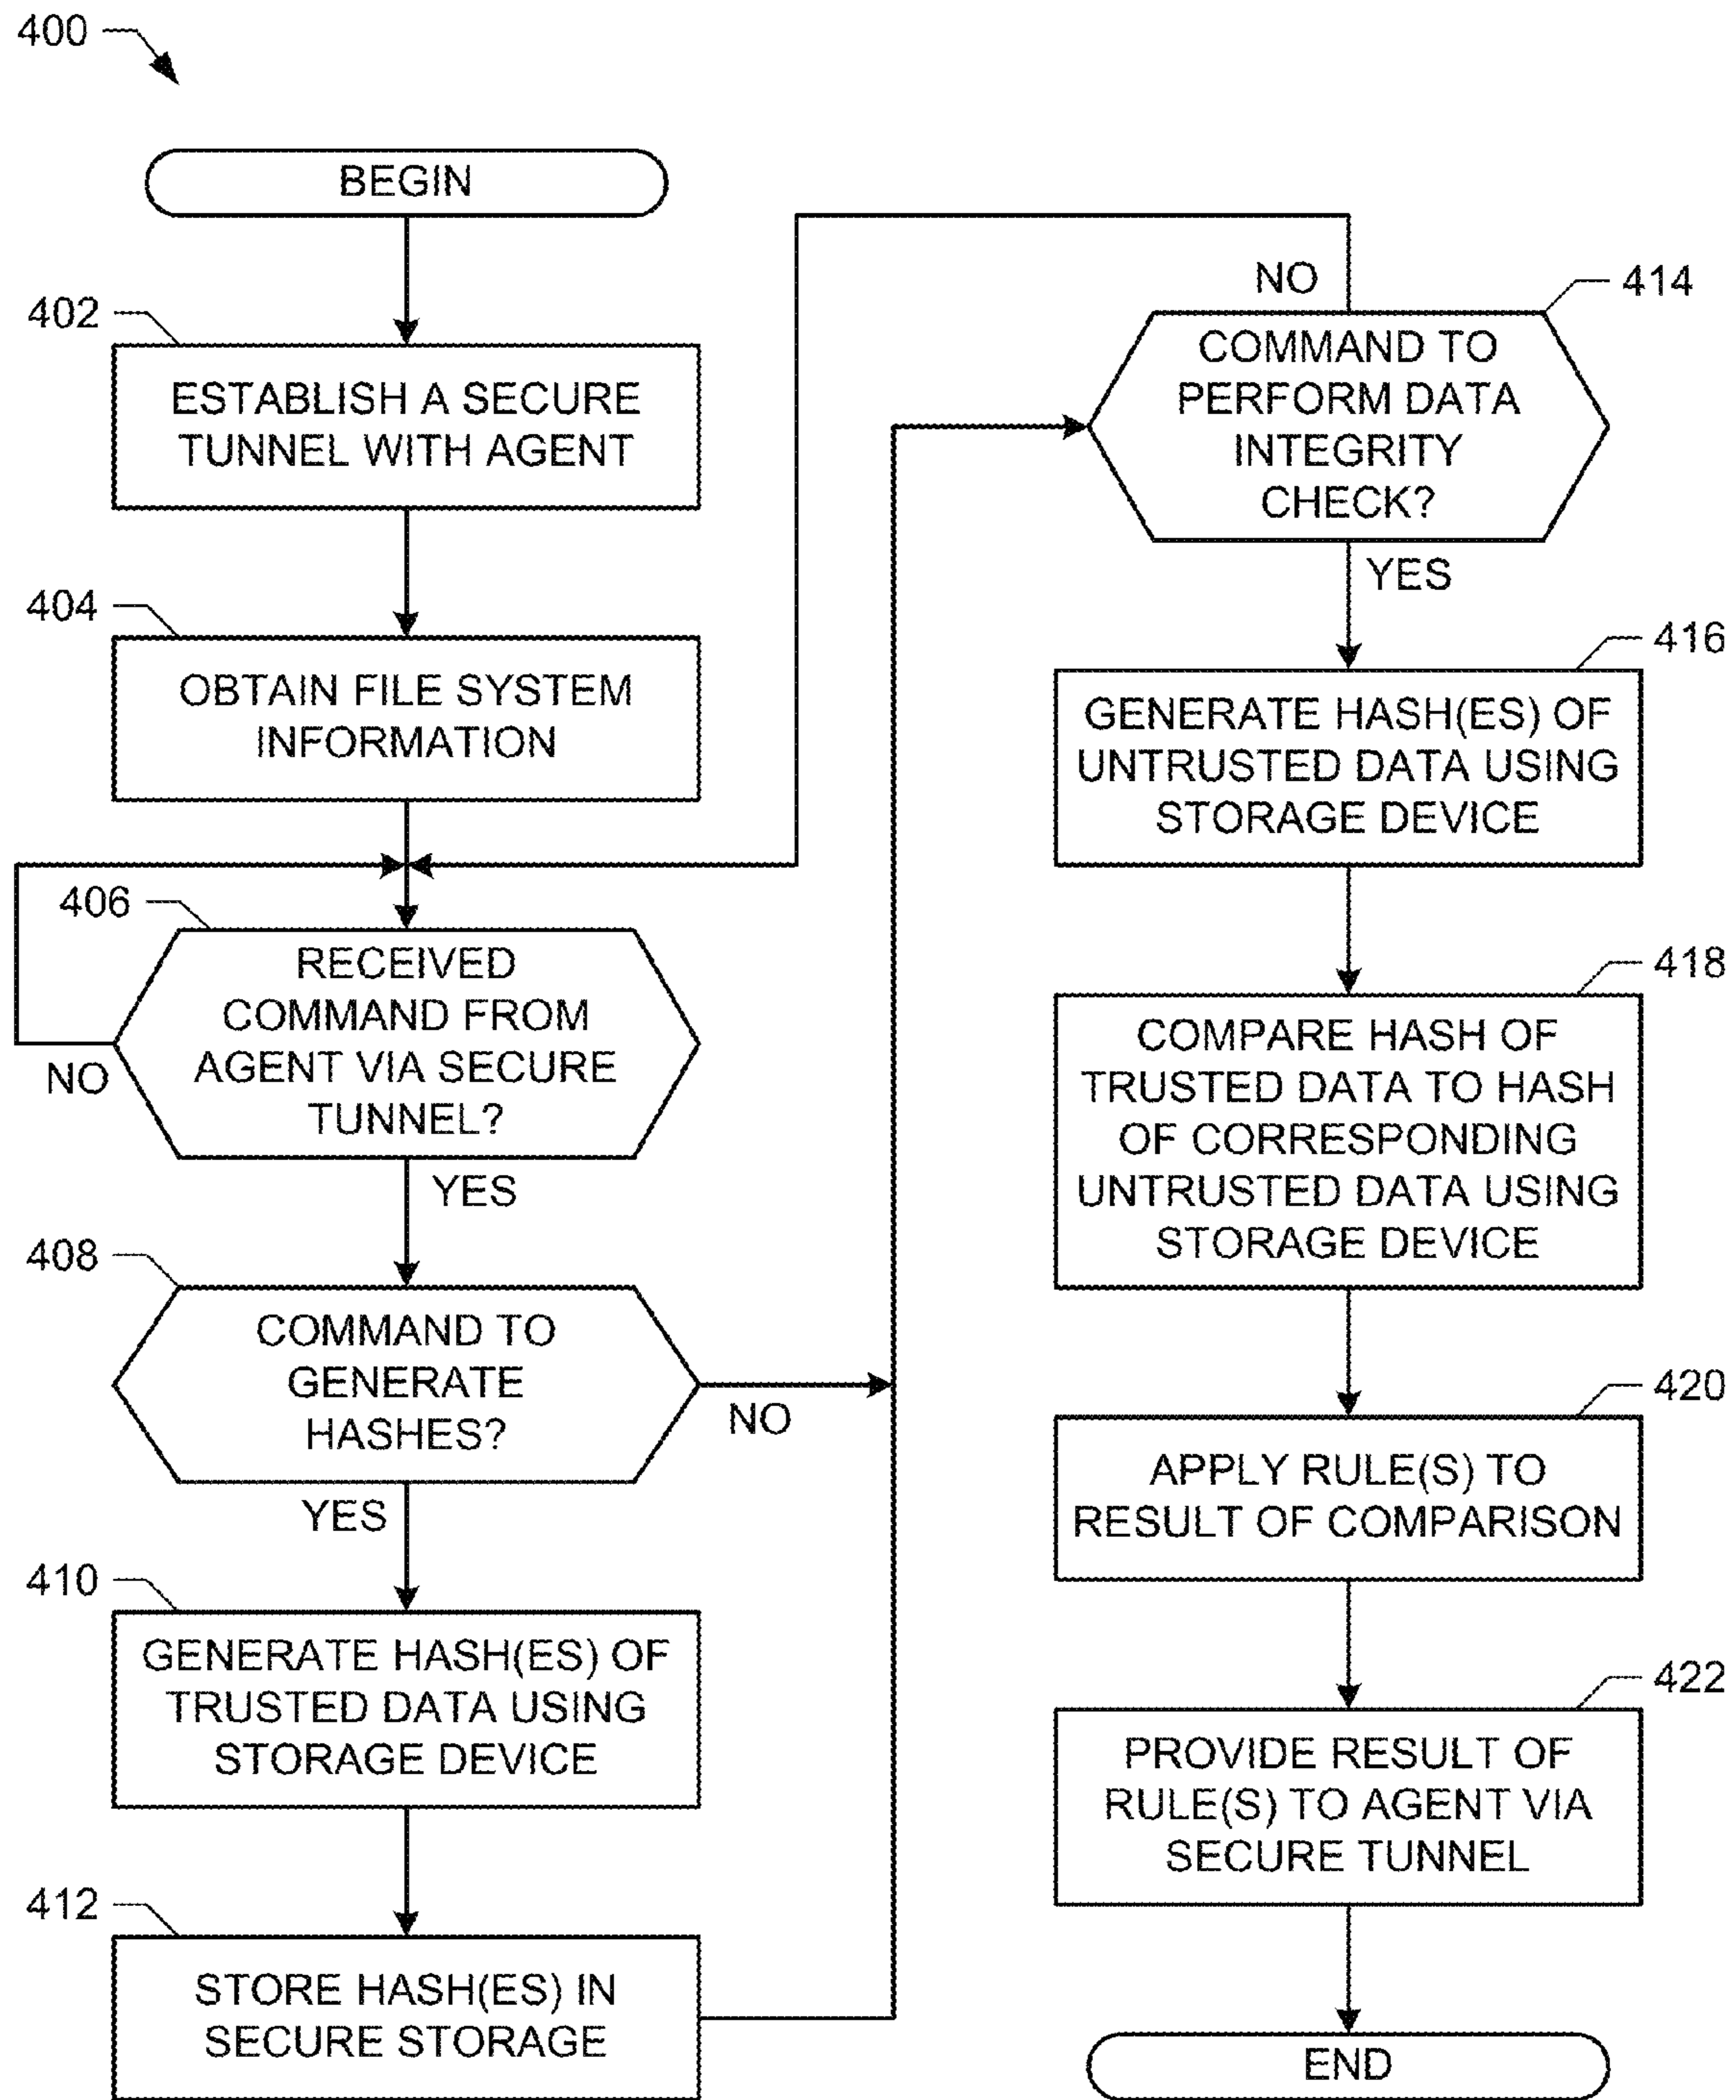 400
BEGIN
402
ESTABLISH A SECURE
TUNNEL WITH AGENT
404
OBTAIN FILE SYSTEM
INFORMATION
406
RECEIVED
COMMAND FROM
AGENT VIA SECURE
TUNNEL?
NO
YES
408
COMMAND TO
GENERATE
HASHES?
NO
YES
410
GENERATE HASH(ES) OF
TRUSTED DATA USING
STORAGE DEVICE
412
STORE HASH(ES) IN
SECURE STORAGE
NO
414
COMMAND TO
PERFORM DATA
INTEGRITY
CHECK?
YES
416
GENERATE HASH(ES) OF
UNTRUSTED DATA USING
STORAGE DEVICE
418
COMPARE HASH OF
TRUSTED DATA TO HASH
OF CORRESPONDING
UNTRUSTED DATA USING
STORAGE DEVICE
420
APPLY RULE(S) TO
RESULT OF COMPARISON
422
PROVIDE RESULT OF
RULE(S) TO AGENT VIA
SECURE TUNNEL
END